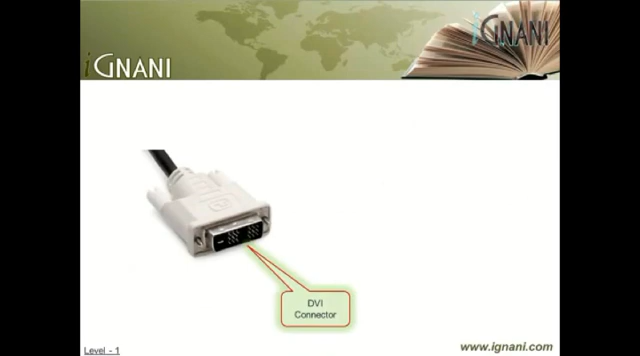 iGNANI
iGNANI
DVI
Connector
Level - 1
www.ignani.com